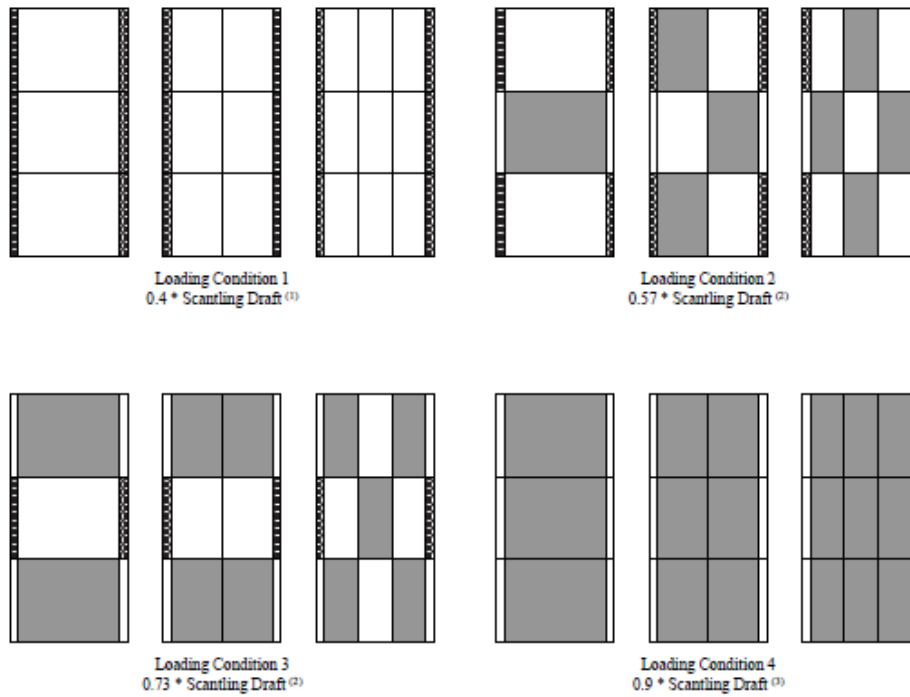 Loading Condition 1
0.4 * Scantling Draft (1)
Loading Condition 2
0.57 * Scantling Draft (2)
Loading Condition 3
0.73 * Scantling Draft (2)
Loading Condition 4
0.9 * Scantling Draft (3)